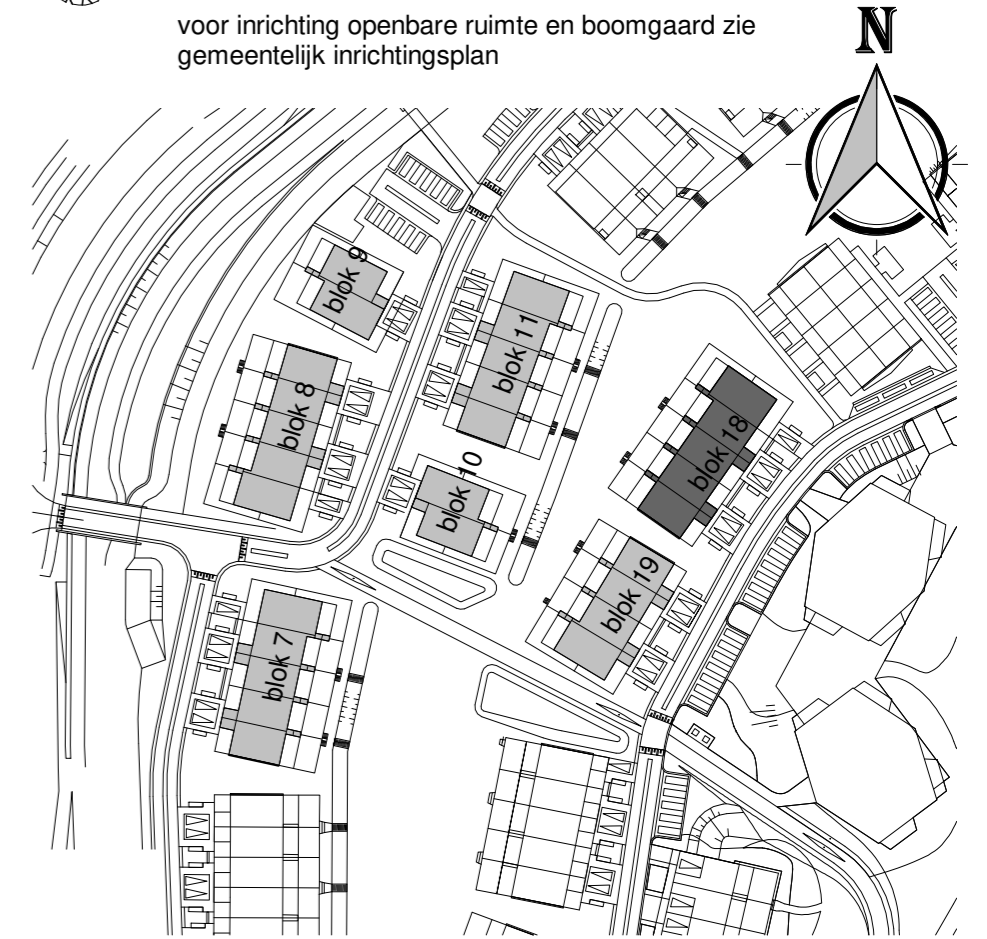 voor inrichting openbare ruimte en boomgaard zie
gemeentelijk inrichtingsplan
N
blok 9
blok 11
blok 8
blok 18
blok 10
blok 19
blok 7